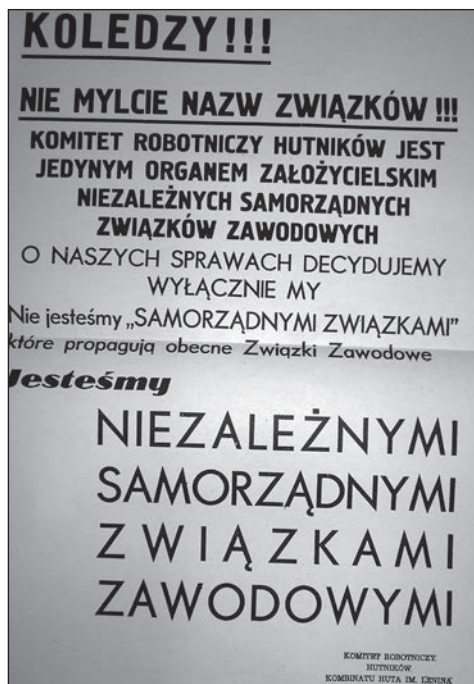 KOLEDZY!!!
NIE MYLCIE NAZW ZWIĄZKÓW !!!
KOMITET ROBOTNICZY HUTNIKÓW JEST
JEDYNYM ORGANEM ZAŁOŻYCIELSKIM
NIEZALEŻNYCH SAMORZĄDNYCH
ZWIĄZKÓW ZAWODOWYCH
O NASZYCH SPRAWACH DECYDUJEMY
WYŁĄCZNIE MY
Nie jesteśmy „SAMORZĄDNYMI ZWIĄZKAMI"
które propagują obecne Związki Zawodowe
Jesteśmy
NIEZALEŻNYMI
SAMORZĄDNYMI
ZWIĄZKAMI
ZAWODOWYMI
KOMITET ROBOTNICZY
HUTNIKÓW
KOMBINATU HUTA IM. LENINA